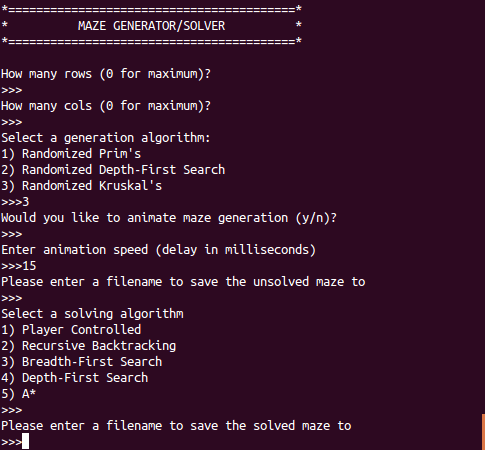 *=========================================*
*          MAZE GENERATOR/SOLVER          *
*=========================================*
How many rows (0 for maximum)?
>>>
How many cols (0 for maximum)?
>>>
Select a generation algorithm:
1) Randomized Prim's
2) Randomized Depth-First Search
3) Randomized Kruskal's
>>>3
Would you like to animate maze generation (y/n)?
>>>
Enter animation speed (delay in milliseconds)
>>>15
Please enter a filename to save the unsolved maze to
>>>
Select a solving algorithm
1) Player Controlled
2) Recursive Backtracking
3) Breadth-First Search
4) Depth-First Search
5) A*
>>>
Please enter a filename to save the solved maze to
>>>